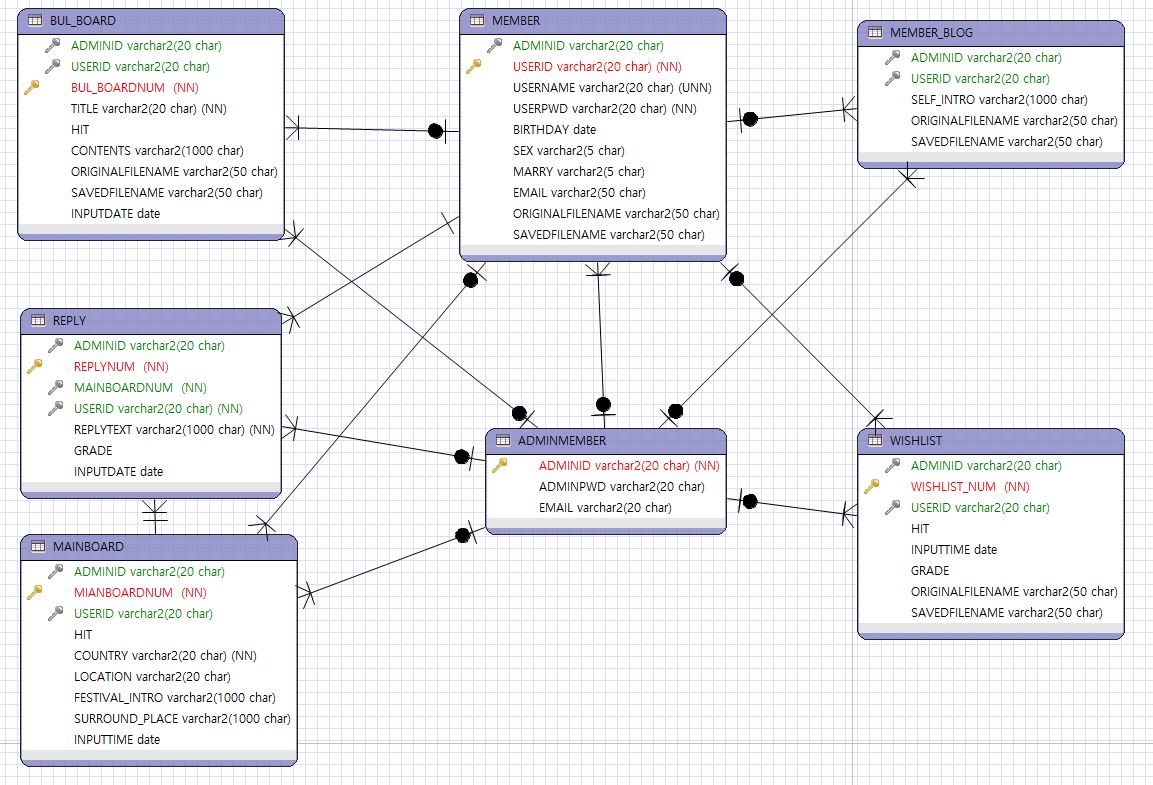 BUL_BOARD
ADMINID varchar2(20 char)
USERID varchar2(20 char)
BUL_BOARDNUM (NN)
TITLE varchar2(20 char) (NN)
HIT
CONTENTS varchar2(1000 char)
ORIGINALFILENAME varchar2(50 char)
SAVEDFILENAME varchar2(50 char)
INPUTDATE date
MEMBER
ADMINID varchar2(20 char)
USERID varchar2(20 char) (NN)
USERNAME varchar2(20 char) (UNN)
USERPWD varchar2(20 char) (NN)
BIRTHDAY date
SEX varchar2(5 char)
MARRY varchar2(5 char)
EMAIL varchar2(50 char)
ORIGINALFILENAME varchar2(50 char)
SAVEDFILENAME varchar2(50 char)
MEMBER_BLOG
ADMINID varchar2(20 char)
USERID varchar2(20 char)
SELF_INTRO varchar2(1000 char)
ORIGINALFILENAME varchar2(50 char)
SAVEDFILENAME varchar2(50 char)
REPLY
ADMINID varchar2(20 char)
REPLYNUM (NN)
MAINBOARDNUM (NN)
USERID varchar2(20 char) (NN)
REPLYTEXT varchar2(1000 char) (NN)
GRADE
INPUTDATE date
ADMINMEMBER
ADMINID varchar2(20 char) (NN)
ADMINPWD varchar2(20 char)
EMAIL varchar2(20 char)
WISHLIST
ADMINID varchar2(20 char)
WISHLIST_NUM (NN)
USERID varchar2(20 char)
HIT
INPUTTIME date
GRADE
ORIGINALFILENAME varchar2(50 char)
SAVEDFILENAME varchar2(50 char)
MAINBOARD
ADMINID varchar2(20 char)
MIANBOARDNUM (NN)
USERID varchar2(20 char)
HIT
COUNTRY varchar2(20 char) (NN)
LOCATION varchar2(20 char)
FESTIVAL_INTRO varchar2(1000 char)
SURROUND_PLACE varchar2(1000 char)
INPUTTIME date